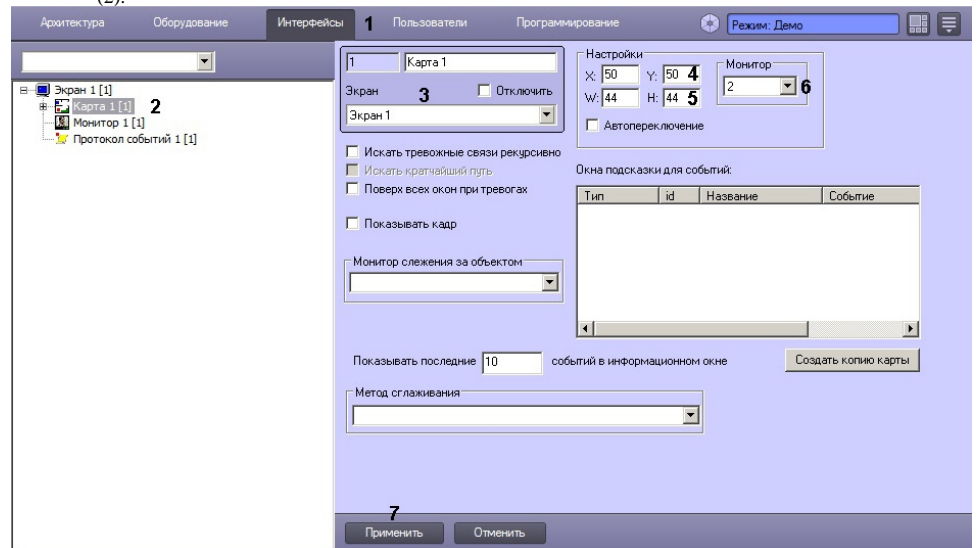 (2).
Архитектура Оборудование Интерфейсы 1 Пользователи Программирование Режим: Демо
1 Карта 1
Экран 3 Отключить
Экран 1
Настройки
X: 50 Y: 50 4
W: 44 H: 44 5
Монитор
2 6
Автопереключение
Экран 1 [1]
Карта 1 [1] 2
Монитор 1 [1]
Протокол событий 1 [1]
Искать тревожные связи рекурсивно
Искать кратчайший путь
Поверх всех окон при тревогах
Показывать кадр
Окна подсказки для событий:
Тип id Название Событие
Монитор слежения за объектом
Показывать последние 10 событий в информационном окне
Создать копию карты
Метод сглаживания
7
Применить Отменить